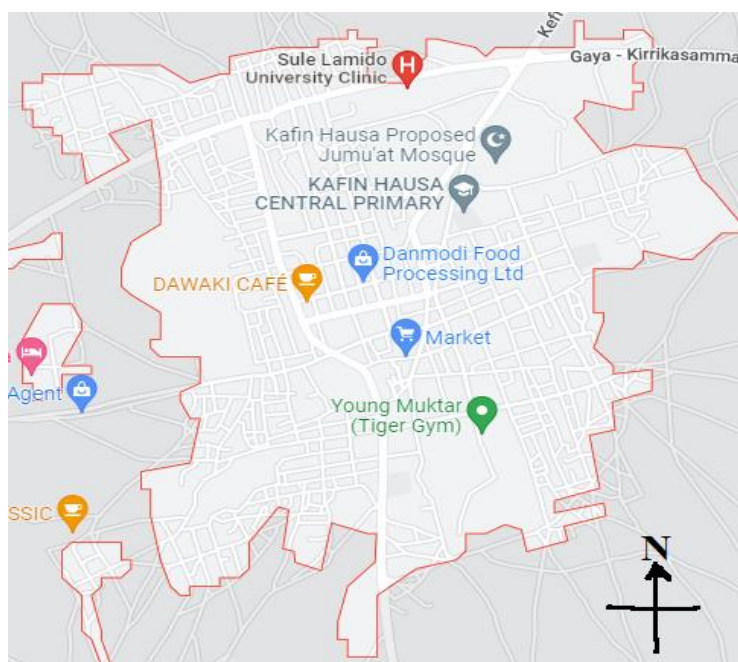 Kefi
Gaya - Kirrikasamma
Sule Lamido
University Clinic
H
Kafin Hausa Proposed
Jumu'at Mosque
KAFIN HAUSA
CENTRAL PRIMARY
Danmodi Food
Processing Ltd
DAWAKI CAFÉ
Market
e
Agent
Young Muktar
(Tiger Gym)
SSIC
N